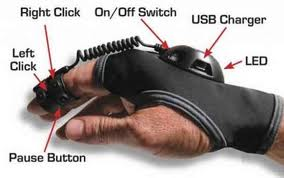 Right Click
On/Off Switch
USB Charger
Left
Click
LED
Pause Button